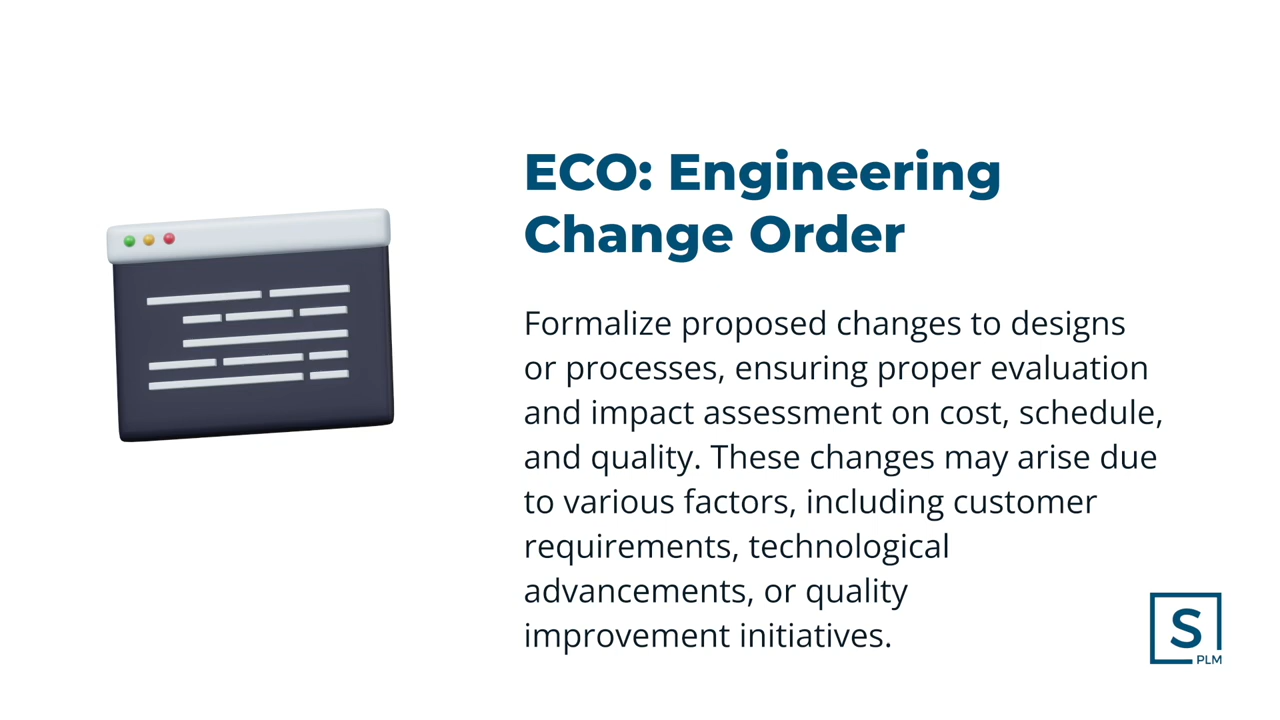 ECO: Engineering
Change Order
Formalize proposed changes to designs
or processes, ensuring proper evaluation
and impact assessment on cost, schedule,
and quality. These changes may arise due
to various factors, including customer
requirements, technological
advancements, or quality
improvement initiatives.
S
PLM